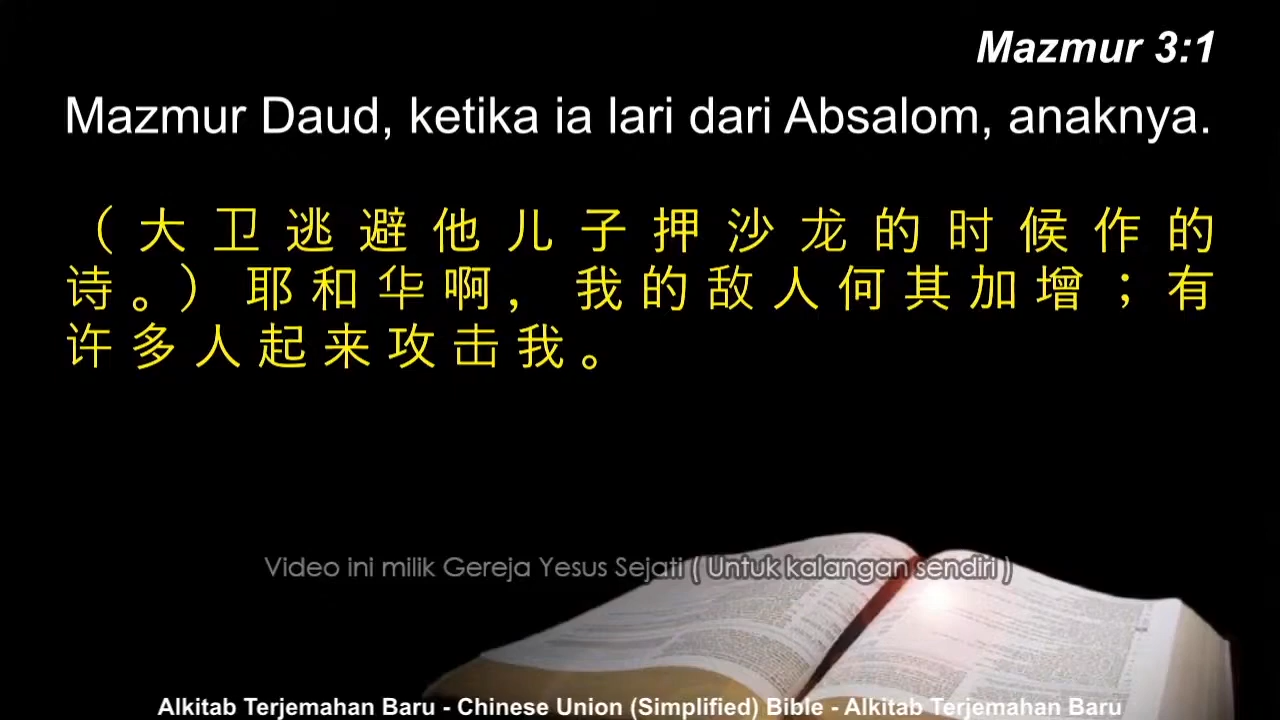 Mazmur 3:1
Mazmur Daud, ketika ia lari dari Absalom, anaknya.
（大卫逃避他儿子押沙龙的时候作的
诗。）耶和华啊，我的敌人何其加增；有
许多人起来攻击我。
Video ini milik Gereja Yesus Sejati ( Untuk kalangan sendiri )
Alkitab Terjemahan Baru - Chinese Union (Simplified) Bible - Alkitab Terjemahan Baru